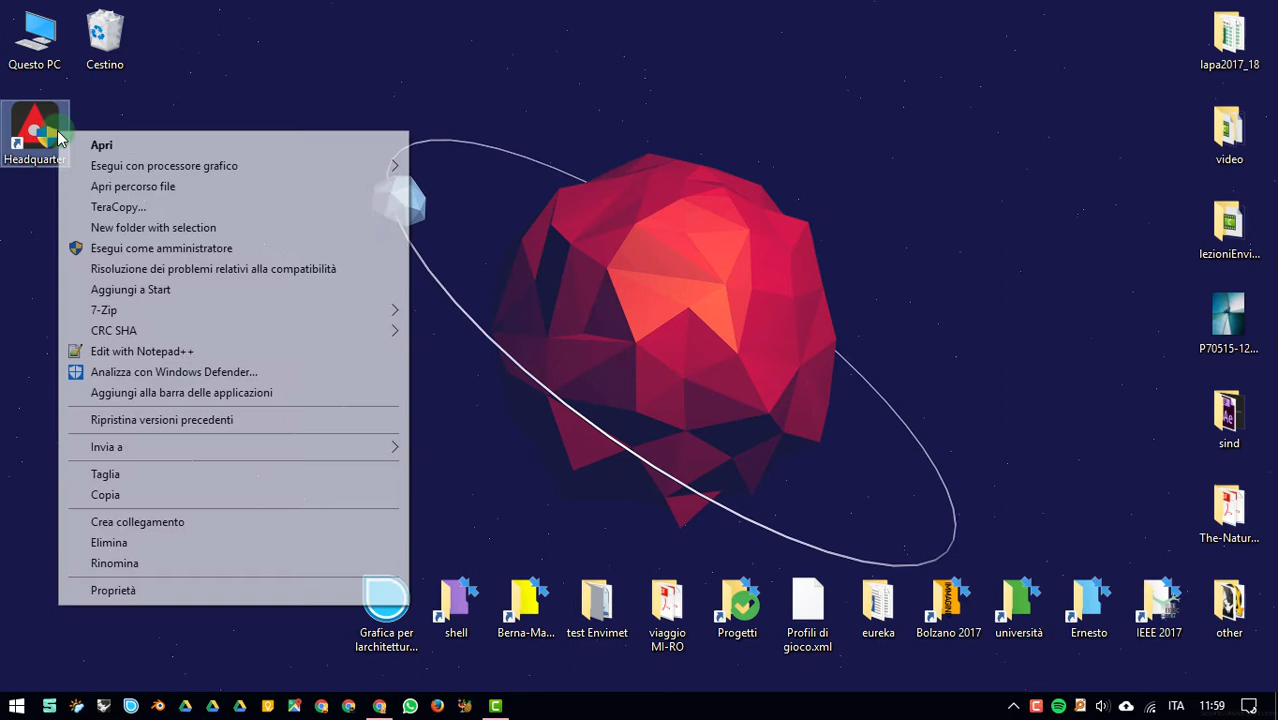 Questo PC
Cestino
Headquarter
Apri
Esegui con processore grafico
Apri percorso file
TeraCopy...
New folder with selection
Esegui come amministratore
Risoluzione dei problemi relativi alla compatibilità
Aggiungi a Start
7-Zip
CRC SHA
Edit with Notepad++
Analizza con Windows Defender...
Aggiungi alla barra delle applicazioni
Ripristina versioni precedenti
Invia a
Taglia
Copia
Crea collegamento
Elimina
Rinomina
Proprietà
lapa2017_18
video
lezioniEnvi...
P70515-12...
Ae
sind
The-Natur...
Grafica per
larchitettur...
shell
Berna-Ma...
test Envimet
viaggio
MI-RO
Progetti
Profili di
gioco.xml
eureka
IMMAGINI
Bolzano 2017
università
Ernesto
IEEE 2017
other
ITA
11:59